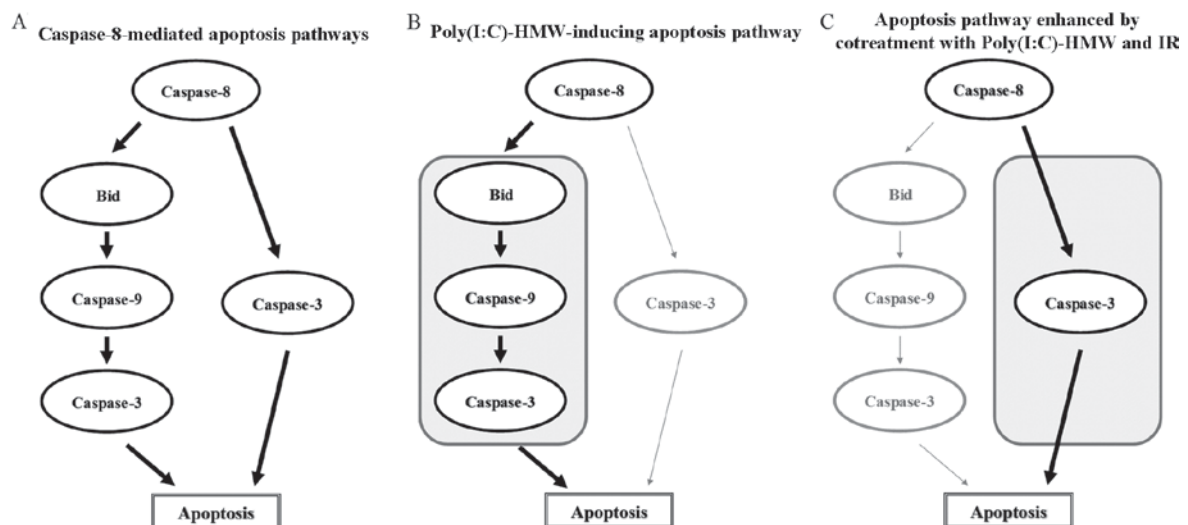 A
Caspase-8-mediated apoptosis pathways
Caspase-8
Bid
Caspase-9
Caspase-3
Caspase-3
Apoptosis
B
Poly(I:C)-HMW-inducing apoptosis pathway
Caspase-8
Bid
Caspase-9
Caspase-3
Caspase-3
Apoptosis
C
Apoptosis pathway enhanced by
cotreatment with Poly(I:C)-HMW and IR
Caspase-8
Bid
Caspase-9
Caspase-3
Caspase-3
Apoptosis